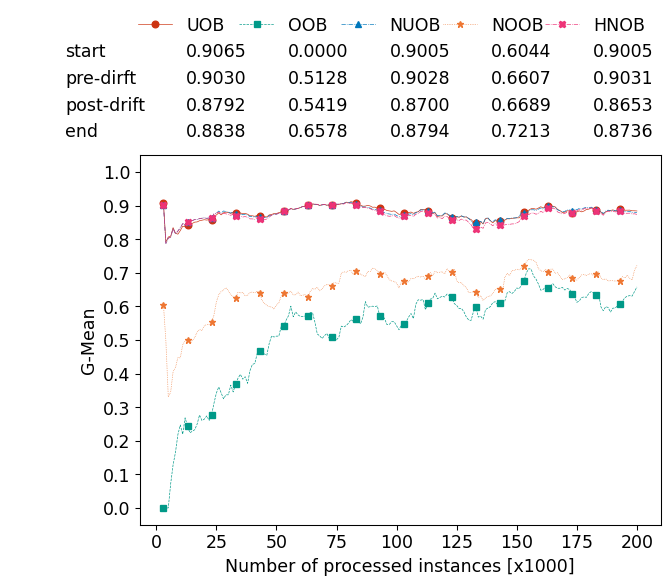 UOB OOB NUOB NOOB HNOB
start 0.9065 0.0000 0.9005 0.6044 0.9005
pre-dirft 0.9030 0.5128 0.9028 0.6607 0.9031
post-drift 0.8792 0.5419 0.8700 0.6689 0.8653
end 0.8838 0.6578 0.8794 0.7213 0.8736
1.0
0.9
0.8
0.7
0.6
0.5
0.4
0.3
0.2
0.1
0.0
G-Mean
0 25 50 75 100 125 150 175 200
Number of processed instances [x1000]